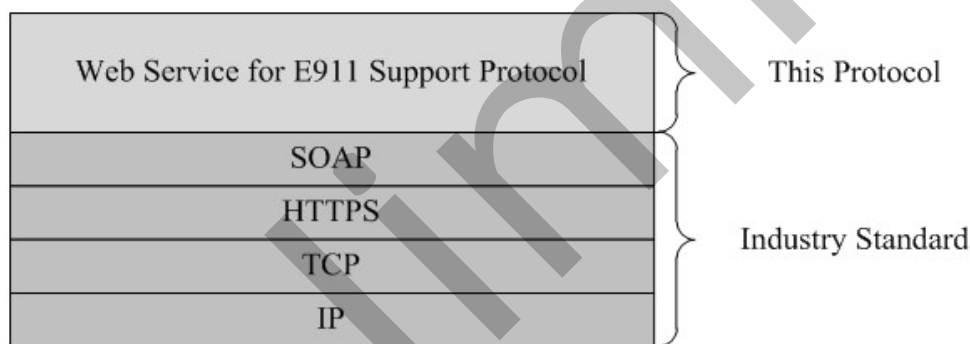 Web Service for E911 Support Protocol
This Protocol
SOAP
HTTPS
TCP
IP
Industry Standard